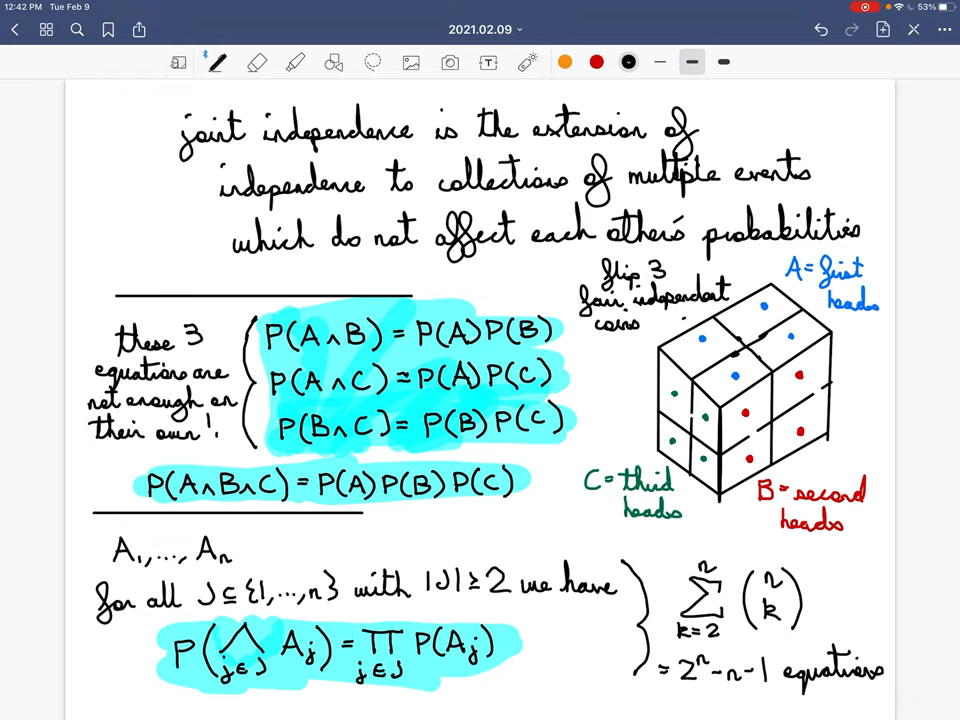 12:42 PM Tue Feb 9
53%
2021.02.09
T
joint independence is the extension of
independence to collections of multiple events
which do not affect each other's probabilities
these 3
equations are
not enough on
their own!
P(A ∧ B) = P(A) P(B)
P(A ∧ C) = P(A) P(C)
P(B ∧ C) = P(B) P(C)
P(A ∧ B ∧ C) = P(A) P(B) P(C)
flip 3
fair, independent
coins
A = first
heads
C = third
heads
B = second
heads
A₁, ..., Aₙ
for all J ⊆ {1, ..., n} with |J| ≥ 2 we have
P(⋀_{j∈J} A_j) = ∏_{j∈J} P(A_j)
∑_{k=2}^{n} (n k)
= 2ⁿ - n - 1 equations